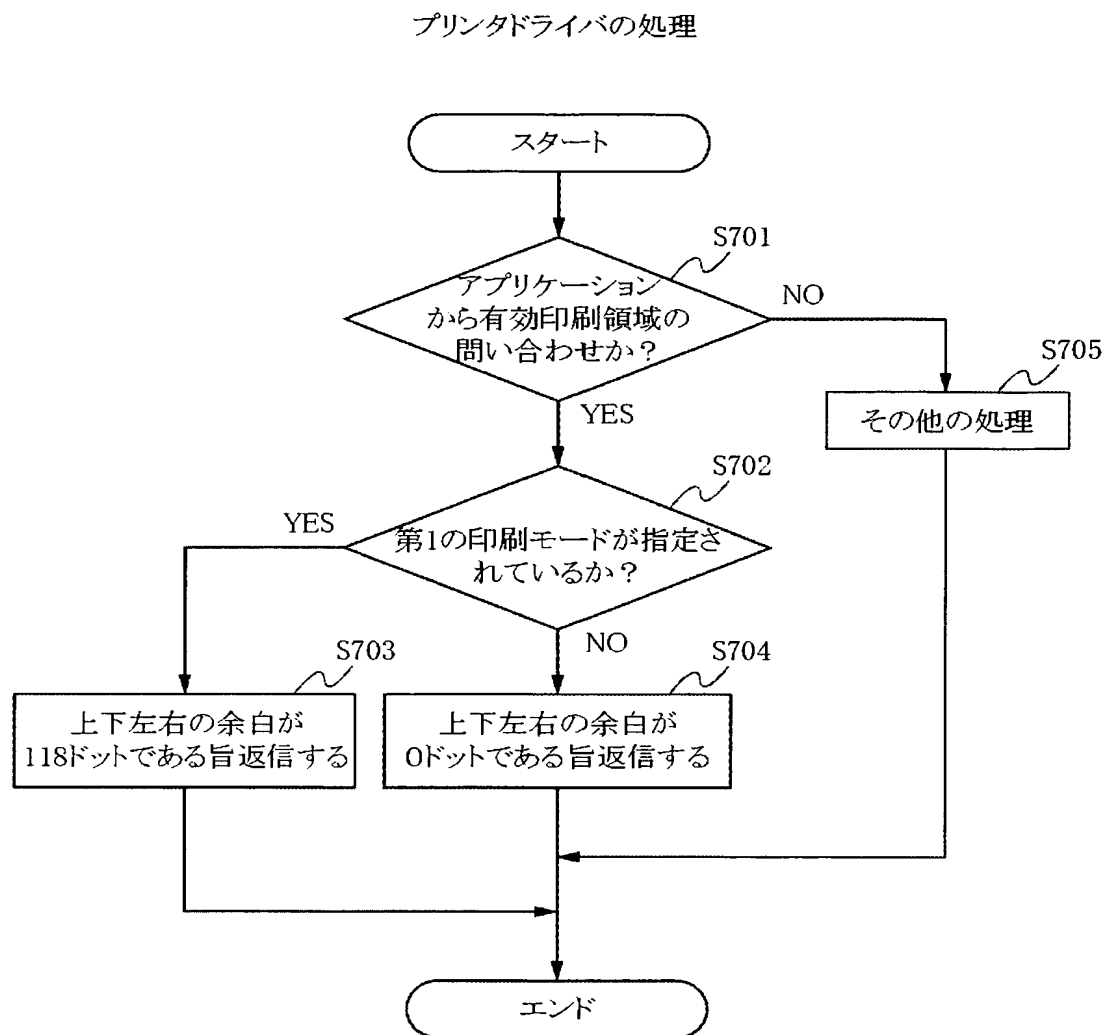 プリンタドライバの処理
スタート
S701
アプリケーション
から有効印刷領域の
問い合わせか？
NO
YES
S705
その他の処理
S702
YES
第1の印刷モードが指定さ
れているか？
NO
S703
上下左右の余白が
118ドットである旨返信する
S704
上下左右の余白が
0ドットである旨返信する
エンド